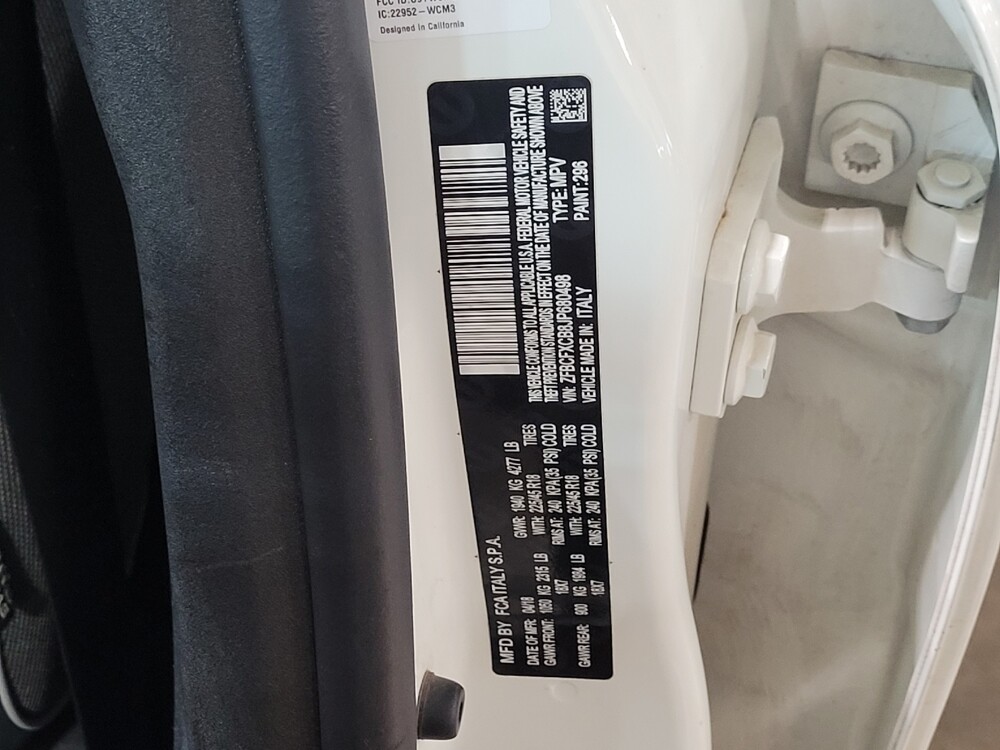 IC:22952-WCM3
Designed in California
MFD BY FCA ITALY S.P.A.
DATE OF MFR: 04/18 GVWR: 1940 KG 4277 LB
GAWR FRONT: 1050 KG 2315 LB WITH: 225/45 R18 TIRES
18X7 RIMS AT: 240 KPA(35 PSI) COLD
GAWR REAR: 900 KG 1984 LB WITH: 225/45 R18 TIRES
18X7 RIMS AT: 240 KPA(35 PSI) COLD
THIS VEHICLE CONFORMS TO ALL APPLICABLE U.S.A. FEDERAL MOTOR VEHICLE SAFETY AND
THEFT PREVENTION STANDARDS IN EFFECT ON THE DATE OF MANUFACTURE SHOWN ABOVE
VIN: ZFBCFXCB8JP680498 TYPE:MPV
VEHICLE MADE IN: ITALY PAINT:296